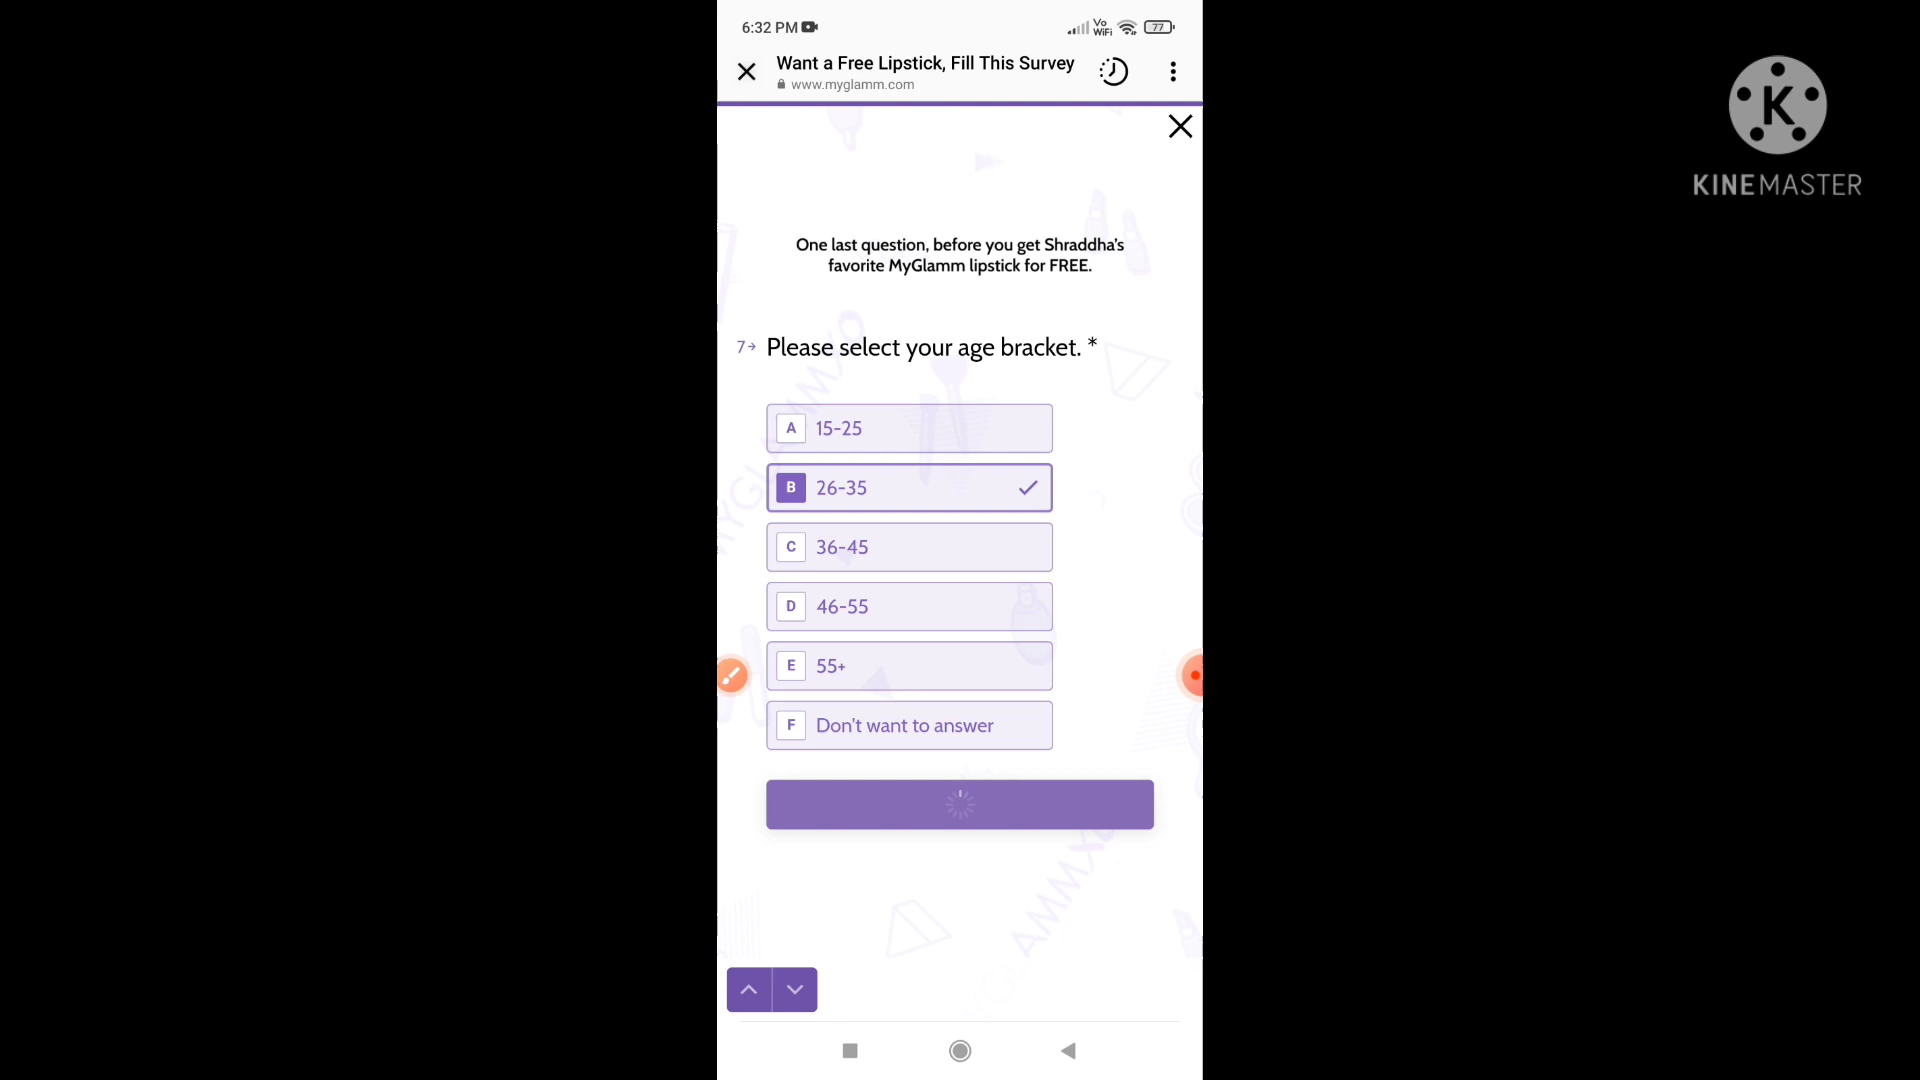 6:32 PM
Vo
WiFi
77
Want a Free Lipstick, Fill This Survey
www.myglamm.com
One last question, before you get Shraddha's
favorite MyGlamm lipstick for FREE.
7 Please select your age bracket. *
A 15-25
B 26-35
C 36-45
D 46-55
E 55+
F Don't want to answer
MYGLAMMXO
AMMXO
K
KINEMASTER